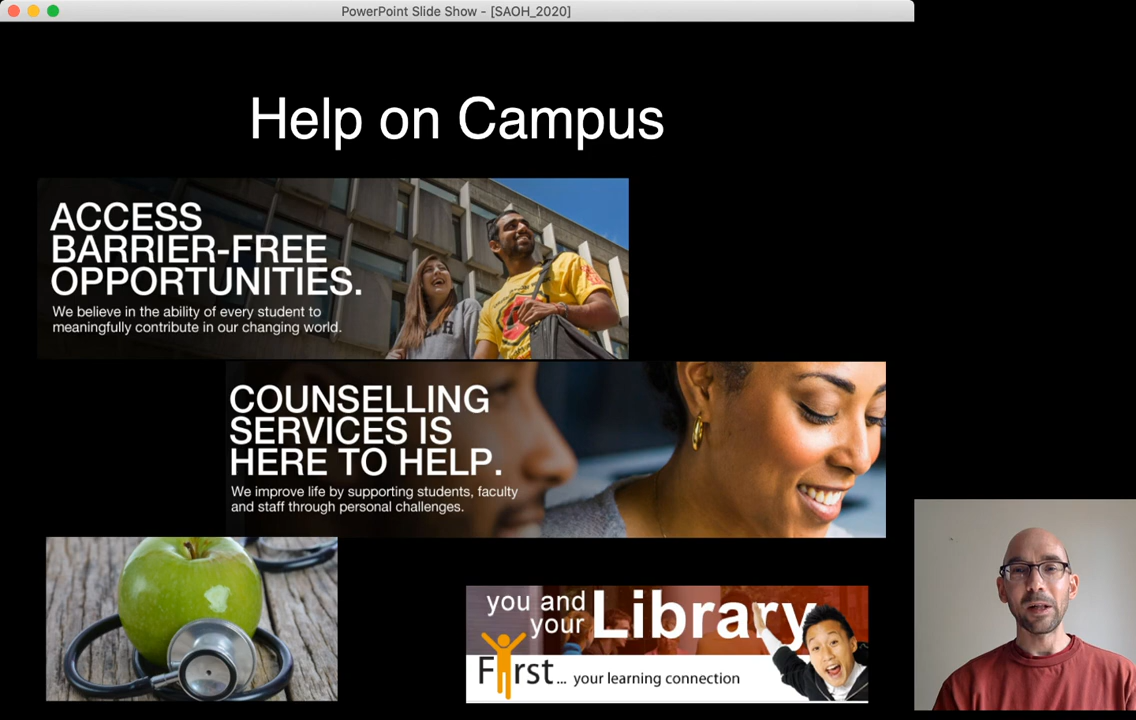 PowerPoint Slide Show - [SAOH_2020]
Help on Campus
ACCESS
BARRIER-FREE
OPPORTUNITIES.
We believe in the ability of every student to
meaningfully contribute in our changing world.
COUNSELLING
SERVICES IS
HERE TO HELP.
We improve life by supporting students, faculty
and staff through personal challenges.
you and
your Library
First... your learning connection